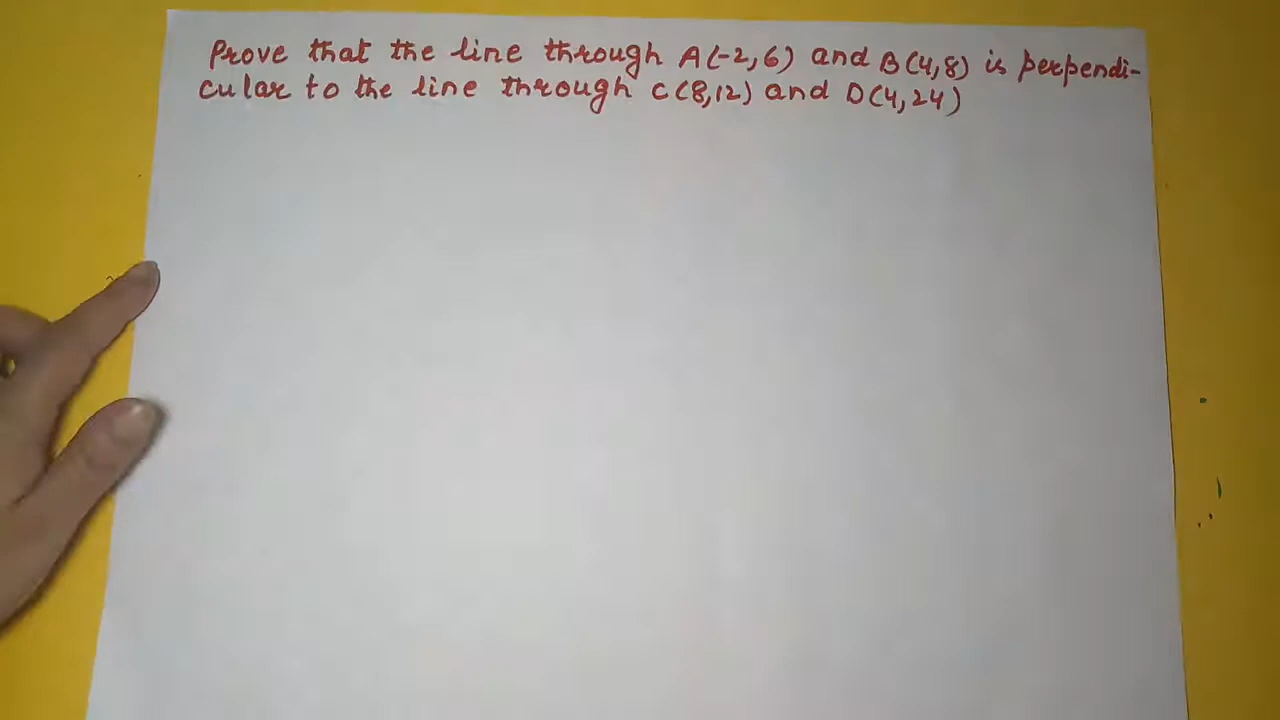 Prove that the line through A(-2,6) and B(4,8) is perpendi-
cular to the line through C(8,12) and D(4,24)